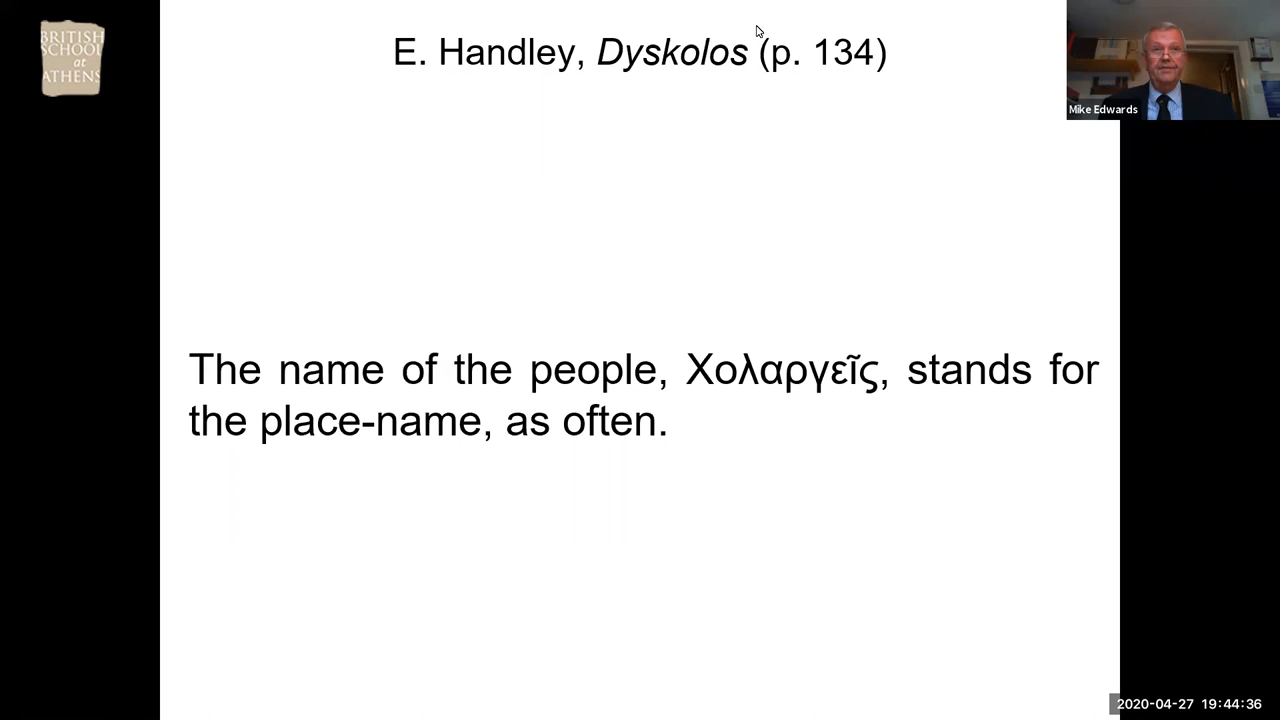 BRITISH
SCHOOL
at
ATHENS
E. Handley, Dyskolos (p. 134)
Mike Edwards
The name of the people, Χολαργεῖς, stands for
the place-name, as often.
2020-04-27 19:44:36